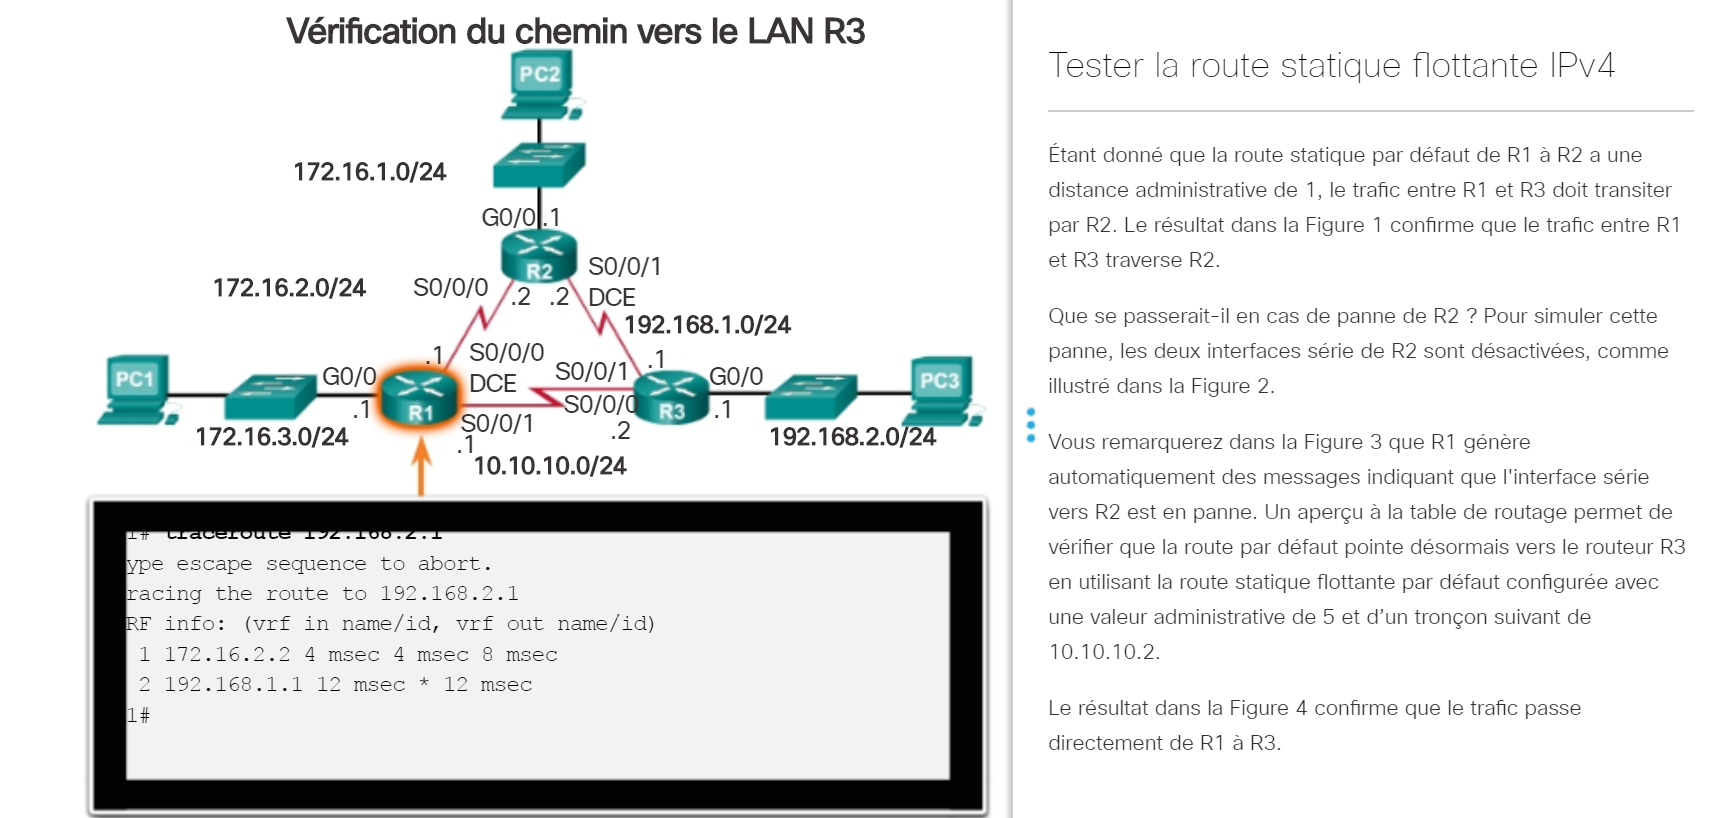 Vérification du chemin vers le LAN R3
PC2
172.16.1.0/24
G0/0 .1
R2
S0/0/1
172.16.2.0/24
S0/0/0
.2 .2 DCE
192.168.1.0/24
.1 S0/0/0
DCE
S0/0/1
.1
PC1
G0/0
.1
R1
S0/0/0
R3
G0/0
.1
PC3
172.16.3.0/24
S0/0/1
.1
.2
192.168.2.0/24
10.10.10.0/24
1# traceroute 192.168.2.1
ype escape sequence to abort.
racing the route to 192.168.2.1
RF info: (vrf in name/id, vrf out name/id)
1 172.16.2.2 4 msec 4 msec 8 msec
2 192.168.1.1 12 msec * 12 msec
1#
Tester la route statique flottante IPv4
Étant donné que la route statique par défaut de R1 à R2 a une
distance administrative de 1, le trafic entre R1 et R3 doit transiter
par R2. Le résultat dans la Figure 1 confirme que le trafic entre R1
et R3 traverse R2.
Que se passerait-il en cas de panne de R2 ? Pour simuler cette
panne, les deux interfaces série de R2 sont désactivées, comme
illustré dans la Figure 2.
Vous remarquerez dans la Figure 3 que R1 génère
automatiquement des messages indiquant que l'interface série
vers R2 est en panne. Un aperçu à la table de routage permet de
vérifier que la route par défaut pointe désormais vers le routeur R3
en utilisant la route statique flottante par défaut configurée avec
une valeur administrative de 5 et d’un tronçon suivant de
10.10.10.2.
Le résultat dans la Figure 4 confirme que le trafic passe
directement de R1 à R3.